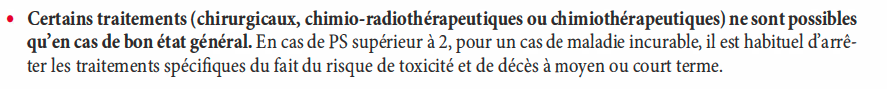 • Certains traitements (chirurgicaux, chimio-radiothérapeutiques ou chimiothérapeutiques) ne sont possibles
qu’en cas de bon état général. En cas de PS supérieur à 2, pour un cas de maladie incurable, il est habituel d’arrê-
ter les traitements spécifiques du fait du risque de toxicité et de décès à moyen ou court terme.